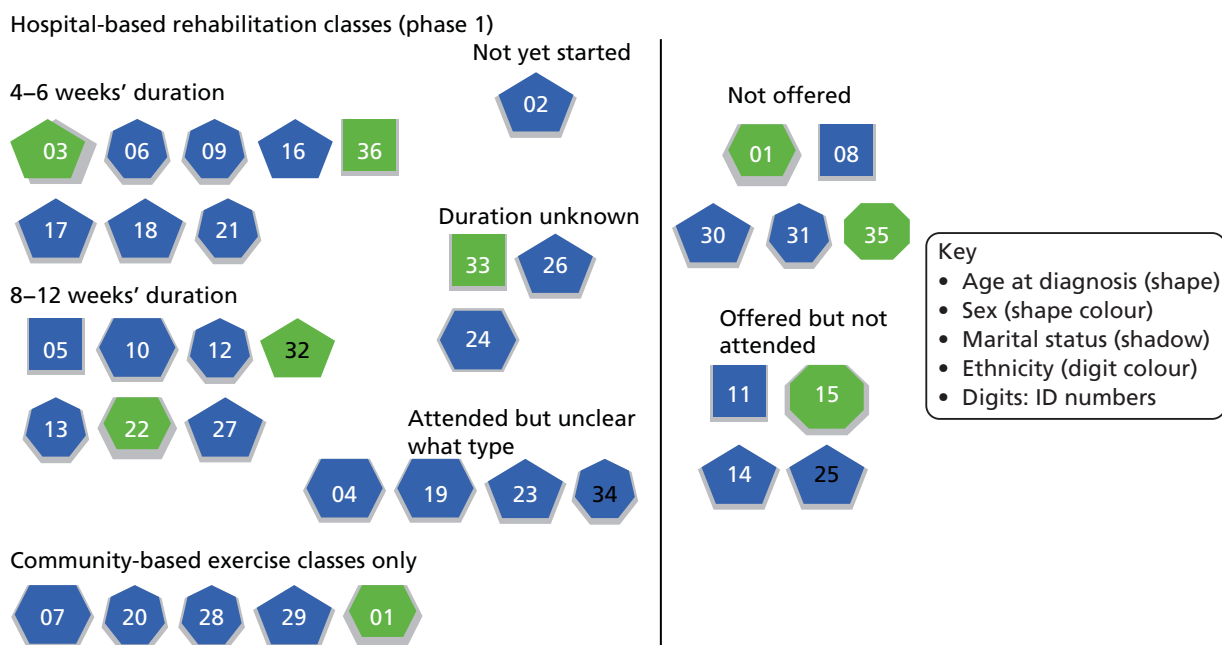 Hospital-based rehabilitation classes (phase 1)
Not yet started
02
4–6 weeks’ duration
03 06 09 16 36
17 18 21
Duration unknown
33 26
24
8–12 weeks’ duration
05 10 12 32
13 22 27
Attended but unclear
what type
04 19 23 34
Community-based exercise classes only
07 20 28 29 01
Not offered
01 08
30 31 35
Offered but not
attended
11 15
14 25
Key
• Age at diagnosis (shape)
• Sex (shape colour)
• Marital status (shadow)
• Ethnicity (digit colour)
• Digits: ID numbers